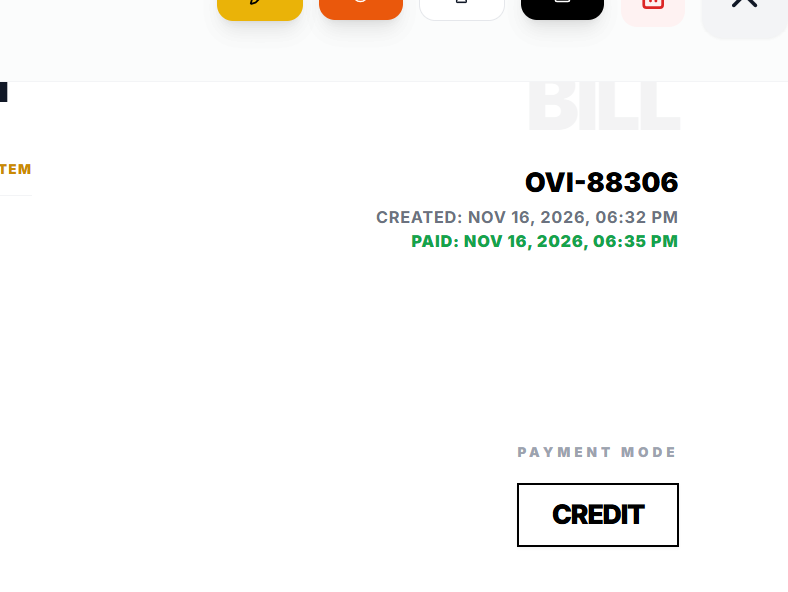 BILL
TEM
OVI-88306
CREATED: NOV 16, 2026, 06:32 PM
PAID: NOV 16, 2026, 06:35 PM
PAYMENT MODE
CREDIT